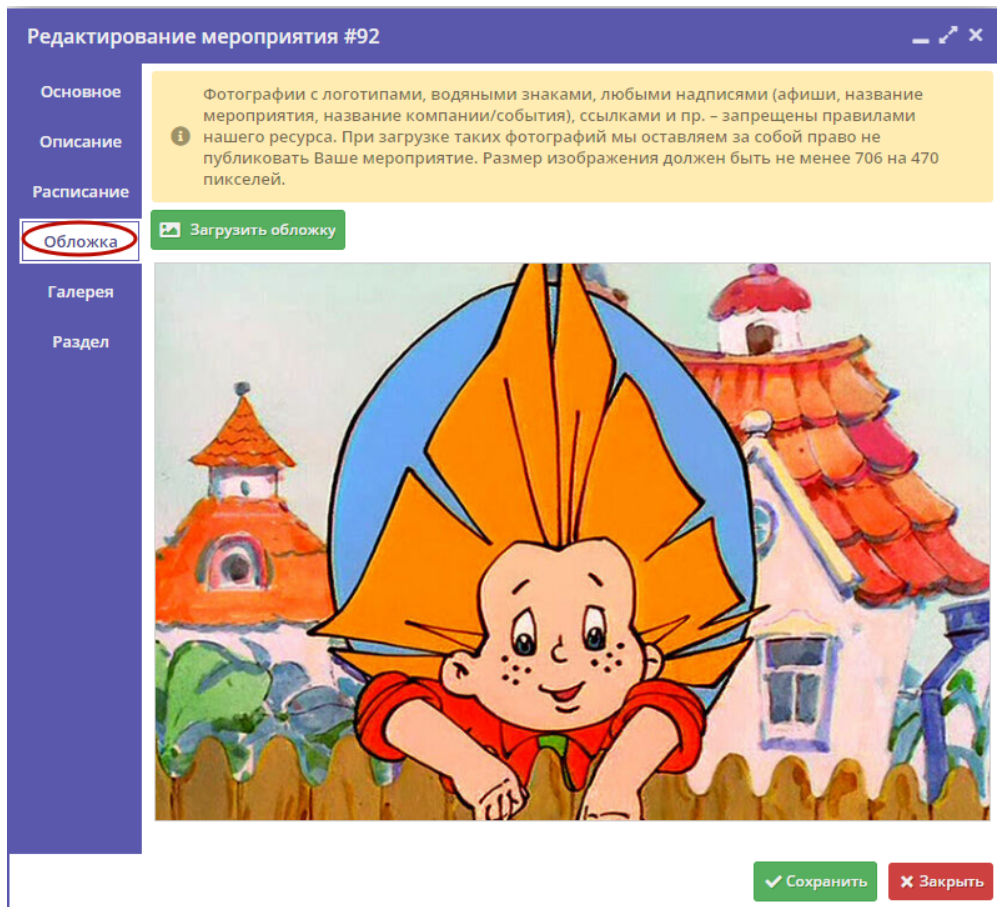 Редактирование мероприятия #92
Основное
Описание
Расписание
Обложка
Галерея
Раздел
Фотографии с логотипами, водяными знаками, любыми надписями (афиши, название
мероприятия, название компании/события), ссылками и пр. – запрещены правилами
нашего ресурса. При загрузке таких фотографий мы оставляем за собой право не
публиковать Ваше мероприятие. Размер изображения должен быть не менее 706 на 470
пикселей.
Загрузить обложку
Сохранить
Закрыть